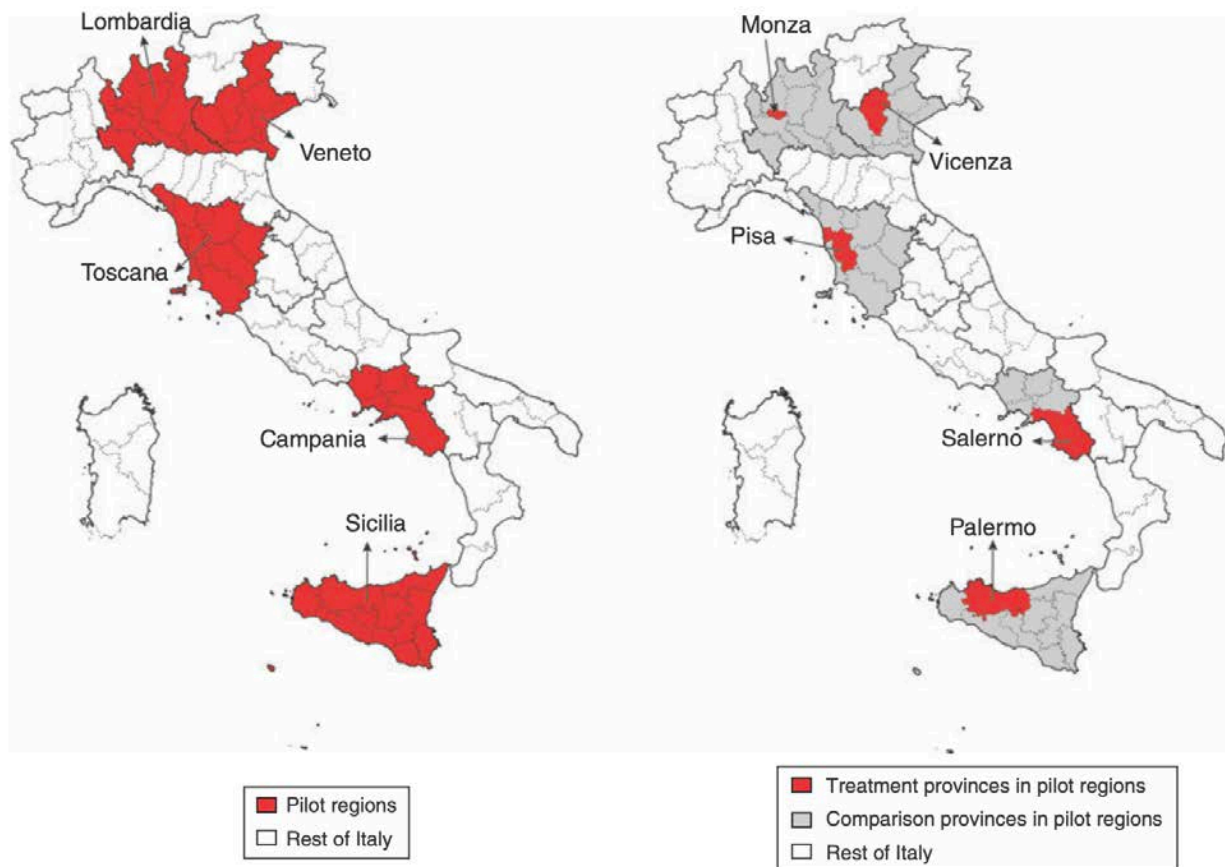 Lombardia
Veneto
Toscana
Campania
Sicilia
Pilot regions
Rest of Italy
Monza
Vicenza
Pisa
Salerno
Palermo
Treatment provinces in pilot regions
Comparison provinces in pilot regions
Rest of Italy